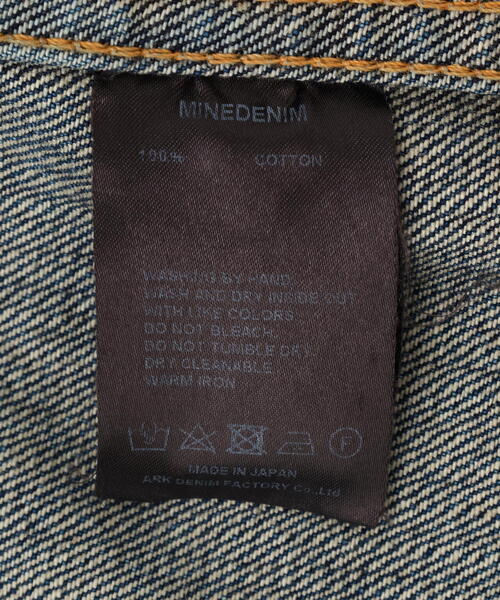 MINEDENIM
100% COTTON
WASHING BY HAND.
WASH AND DRY INSIDE OUT
WITH LIKE COLORS
DO NOT BLEACH.
DO NOT TUMBLE DRY.
DRY CLEANABLE
WARM IRON
F
MADE IN JAPAN
ARK DENIM FACTORY Co.,Ltd